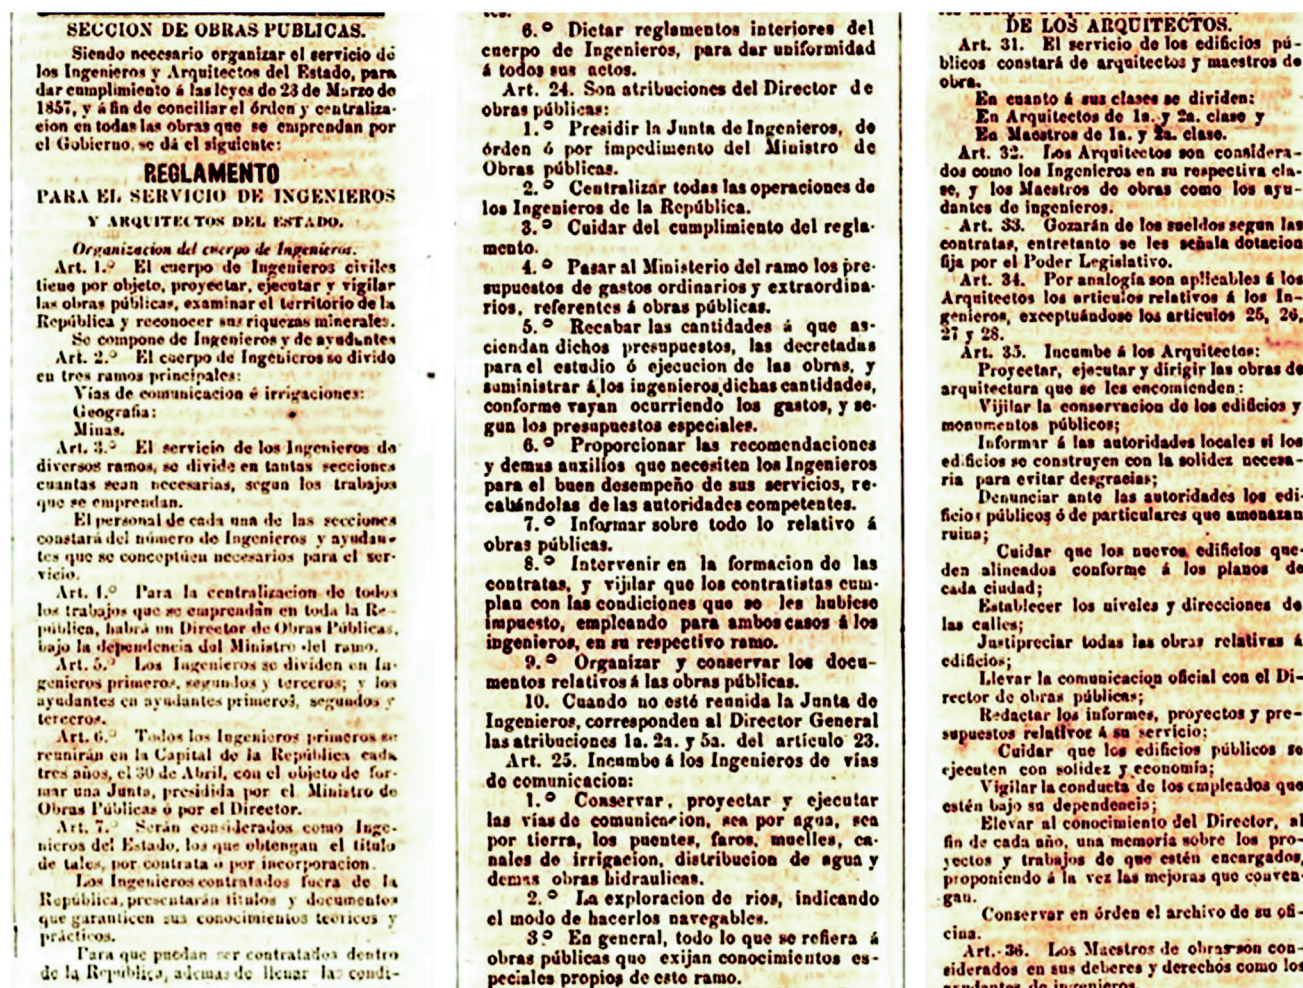 SECCION DE OBRAS PUBLICAS.
Siendo necesario organizar el servicio de
los Ingenieros y Arquitectos del Estado, para
dar cumplimiento á las leyes de 23 de Marzo de
1857, y á fin de conciliar el órden y centraliza-
cion en todas las obras que se emprendan por
el Gobierno, se dá el siguiente:
REGLAMENTO
PARA EL SERVICIO DE INGENIEROS
Y ARQUITECTOS DEL ESTADO.
Organizacion del cuerpo de Ingenieros.
Art. 1.º El cuerpo de Ingenieros civiles
tiene por objeto, proyectar, ejecutar y vigilar
las obras públicas, examinar el territorio de la
República y reconocer sus riquezas minerales.
Se compone de Ingenieros y de ayudantes
Art. 2.º El cuerpo de Ingenieros se divide
en tres ramos principales:
Vias de comunicacion é irrigaciones:
Geografia:
Minas.
Art. 3.º El servicio de los Ingenieros de
diversos ramos, se divide en tantas secciones
cuantas sean necesarias, segun los trabajos
que se emprendan.
El personal de cada una de las secciones
constará del número de Ingenieros y ayudan-
tes que se conceptúen necesarios para el ser-
vicio.
Art. 4.º Para la centralizacion de todos
los trabajos que se emprendan en toda la Re-
pública, habrá un Director de Obras Públicas,
bajo la dependencia del Ministro del ramo.
Art. 5.º Los Ingenieros se dividen en In-
genieros primeros, segundos y terceros; y los
ayudantes en ayudantes primeros, segundos y
terceros.
Art. 6.º Todos los Ingenieros primeros se
reunirán en la Capital de la República cada
tres años, el 30 de Abril, con el objeto de for-
mar una Junta, presidida por el Ministro de
Obras Públicas ó por el Director.
Art. 7.º Serán considerados como Inge-
nieros del Estado, los que obtengan el título
de tales, por contrata ó por incorporacion.
Los Ingenieros contratados fuera de la
República, presentarán titulos y documentos
que garanticen sus conocimientos teóricos y
prácticos.
Para que puedan ser contratados dentro
de la República, ademas de llenar las condi-
6.º Dictar reglamentos interiores del
cuerpo de Ingenieros, para dar uniformidad
á todos sus actos.
Art. 24. Son atribuciones del Director de
obras públicas:
1.º Presidir la Junta de Ingenieros, de
órden ó por impedimento del Ministro de
Obras públicas.
2.º Centralizar todas las operaciones de
los Ingenieros de la República.
3.º Cuidar del cumplimiento del regla-
mento.
4.º Pasar al Ministerio del ramo los pre-
supuestos de gastos ordinarios y extraordina-
rios, referentes á obras públicas.
5.º Recabar las cantidades á que as-
ciendan dichos presupuestos, las decretadas
para el estudio ó ejecucion de las obras, y
suministrar á los ingenieros dichas cantidades,
conforme vayan ocurriendo los gastos, y se-
gun los presupuestos especiales.
6.º Proporcionar las recomendaciones
y demas auxilios que necesiten los Ingenieros
para el buen desempeño de sus servicios, re-
cabándolas de las autoridades competentes.
7.º Informar sobre todo lo relativo á
obras públicas.
8.º Intervenir en la formacion de las
contratas, y vijilar que los contratistas cum-
plan con las condiciones que se les hubiese
impuesto, empleando para ambos casos á los
ingenieros, en su respectivo ramo.
9.º Organizar y conservar los docu-
mentos relativos á las obras públicas.
10. Cuando no esté reunida la Junta de
Ingenieros, corresponden al Director General
las atribuciones 1a. 2a. y 5a. del articulo 23.
Art. 25. Incumbe á los Ingenieros de vias
de comunicacion:
1.º Conservar, proyectar y ejecutar
las vias de comunicacion, sea por agua, sea
por tierra, los puentes, faros, muelles, ca-
nales de irrigacion, distribucion de agua y
demas obras hidraulicas.
2.º La exploracion de rios, indicando
el modo de hacerlos navegables.
3º En general, todo lo que se refiera á
obras públicas que exijan conocimientos es-
peciales propios de este ramo.
DE LOS ARQUITECTOS.
Art. 31. El servicio de los edificios pú-
blicos constará de arquitectos y maestros de
obra.
En cuanto á sus clases se dividen:
En Arquitectos de 1a. y 2a. clase y
En Maestros de 1a. y 2a. clase.
Art. 32. Los Arquitectos son considera-
dos como los Ingenieros en su respectiva cla-
se, y los Maestros de obras como los ayu-
dantes de ingenieros.
Art. 33. Gozarán de los sueldos segun las
contratas, entretanto se les señala dotacion
fija por el Poder Legislativo.
Art. 34. Por analogía son aplicables á los
Arquitectos los articulos relativos á los In-
genieros, exceptuándose los articulos 25, 26,
27 y 28.
Art. 35. Incumbe á los Arquitectos:
Proyectar, ejecutar y dirigir las obras de
arquitectura que se les encomienden:
Vijilar la conservacion de los edificios y
monumentos públicos;
Informar á las autoridades locales si los
edificios se construyen con la solidez necesa-
ria para evitar desgracias;
Denunciar ante las autoridades los edi-
ficios públicos ó de particulares que amenazan
ruina;
Cuidar que los nuevos edificios que-
den alineados conforme á los planos de
cada ciudad;
Establecer los niveles y direcciones de
las calles;
Justipreciar todas las obras relativas á
edificios;
Llevar la comunicacion oficial con el Di-
rector de obras públicas;
Redactar los informes, proyectos y pre-
supuestos relativos á su servicio;
Cuidar que los edificios públicos se
ejecuten con solidez y economía;
Vigilar la conducta de los empleados que
estén bajo su dependencia;
Elevar al conocimiento del Director, al
fin de cada año, una memoria sobre los pro-
yectos y trabajos de que estén encargados,
proponiendo á la vez las mejoras que conven-
gan.
Conservar en órden el archivo de su ofi-
cina.
Art. 36. Los Maestros de obras son con-
siderados en sus deberes y derechos como los
ayudantes de ingenieros.